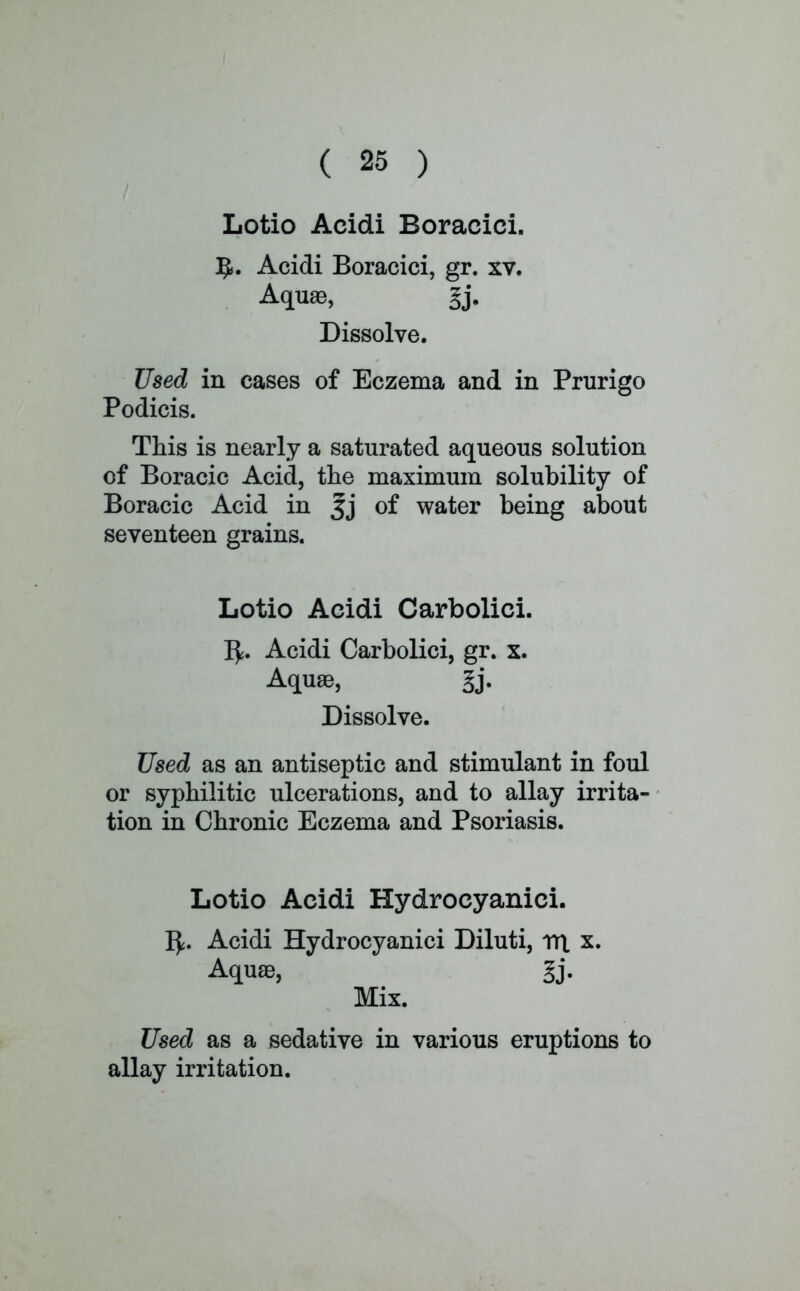 ( 25 )
Lotio Acidi Boracici.
℞. Acidi Boracici, gr. xv.
Aquæ, ℥j.
Dissolve.
Used in cases of Eczema and in Prurigo
Podicis.
This is nearly a saturated aqueous solution
of Boracic Acid, the maximum solubility of
Boracic Acid in ℥j of water being about
seventeen grains.
Lotio Acidi Carbolici.
℞. Acidi Carbolici, gr. x.
Aquæ, ℥j.
Dissolve.
Used as an antiseptic and stimulant in foul
or syphilitic ulcerations, and to allay irrita-
tion in Chronic Eczema and Psoriasis.
Lotio Acidi Hydrocyanici.
℞. Acidi Hydrocyanici Diluti, ♏ x.
Aquæ, ℥j.
Mix.
Used as a sedative in various eruptions to
allay irritation.